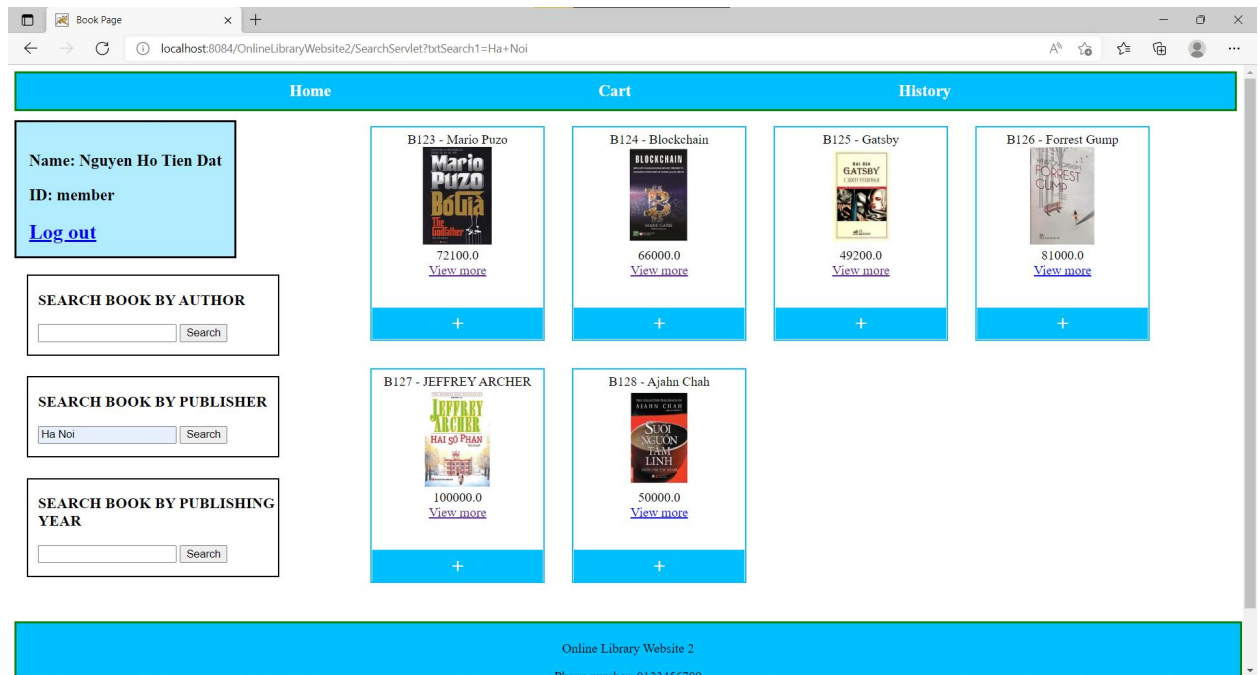 Book Page
localhost:8084/OnlineLibraryWebsite2/SearchServlet?txtSearch1=Ha+Noi
Home Cart History
Name: Nguyen Ho Tien Dat
ID: member
Log out
SEARCH BOOK BY AUTHOR
Search
SEARCH BOOK BY PUBLISHER
Ha Noi Search
SEARCH BOOK BY PUBLISHING
YEAR
Search
B123 - Mario Puzo
Mario
PUZO
BốGià
The
Godfather
72100.0
View more
+
B124 - Blockchain
BLOCKCHAIN
MARK GATES
66000.0
View more
+
B125 - Gatsby
ĐẠI GIA
GATSBY
49200.0
View more
+
B126 - Forrest Gump
FORREST
GUMP
81000.0
View more
+
B127 - JEFFREY ARCHER
JEFFREY
ARCHER
HAI SỐ PHẬN
100000.0
View more
+
B128 - Ajahn Chah
AJAHN CHAH
SUỐI
NGUỒN
TÂM
LINH
50000.0
View more
+
Online Library Website 2